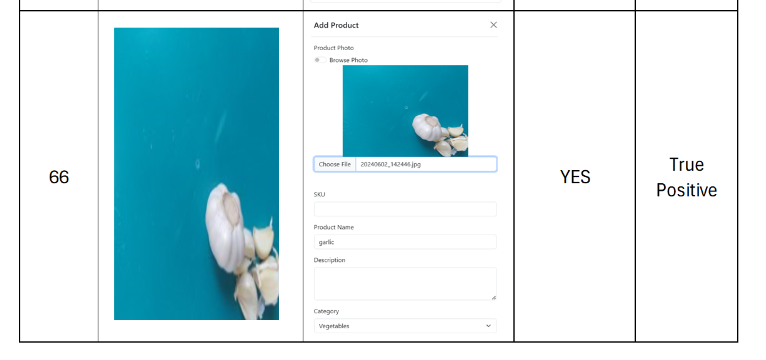 Add Product
Product Photo
Browse Photo
Choose File 20240602_142446.jpg
66
YES
True
Positive
SKU
Product Name
garlic
Description
Category
Vegetables